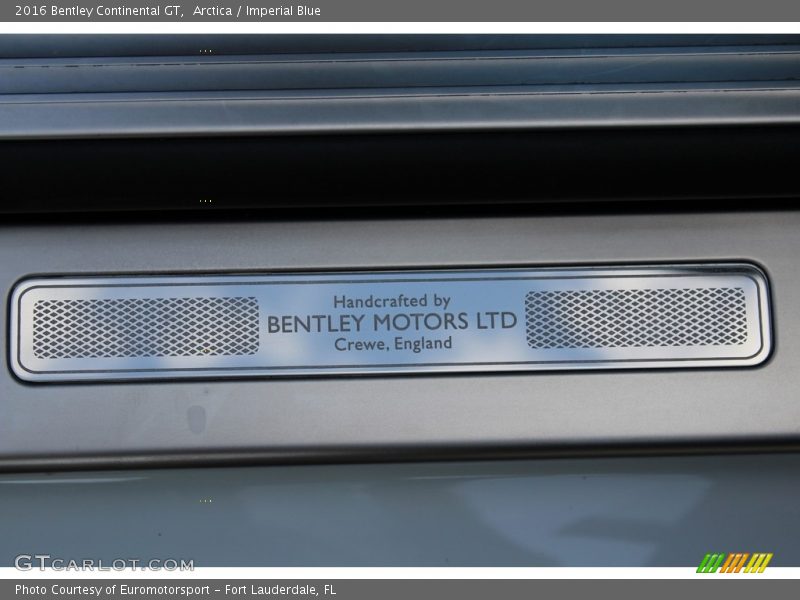 2016 Bentley Continental GT,  Arctica / Imperial Blue
Handcrafted by
BENTLEY MOTORS LTD
Crewe, England
GTCARLOT.COM
Photo Courtesy of Euromotorsport - Fort Lauderdale, FL